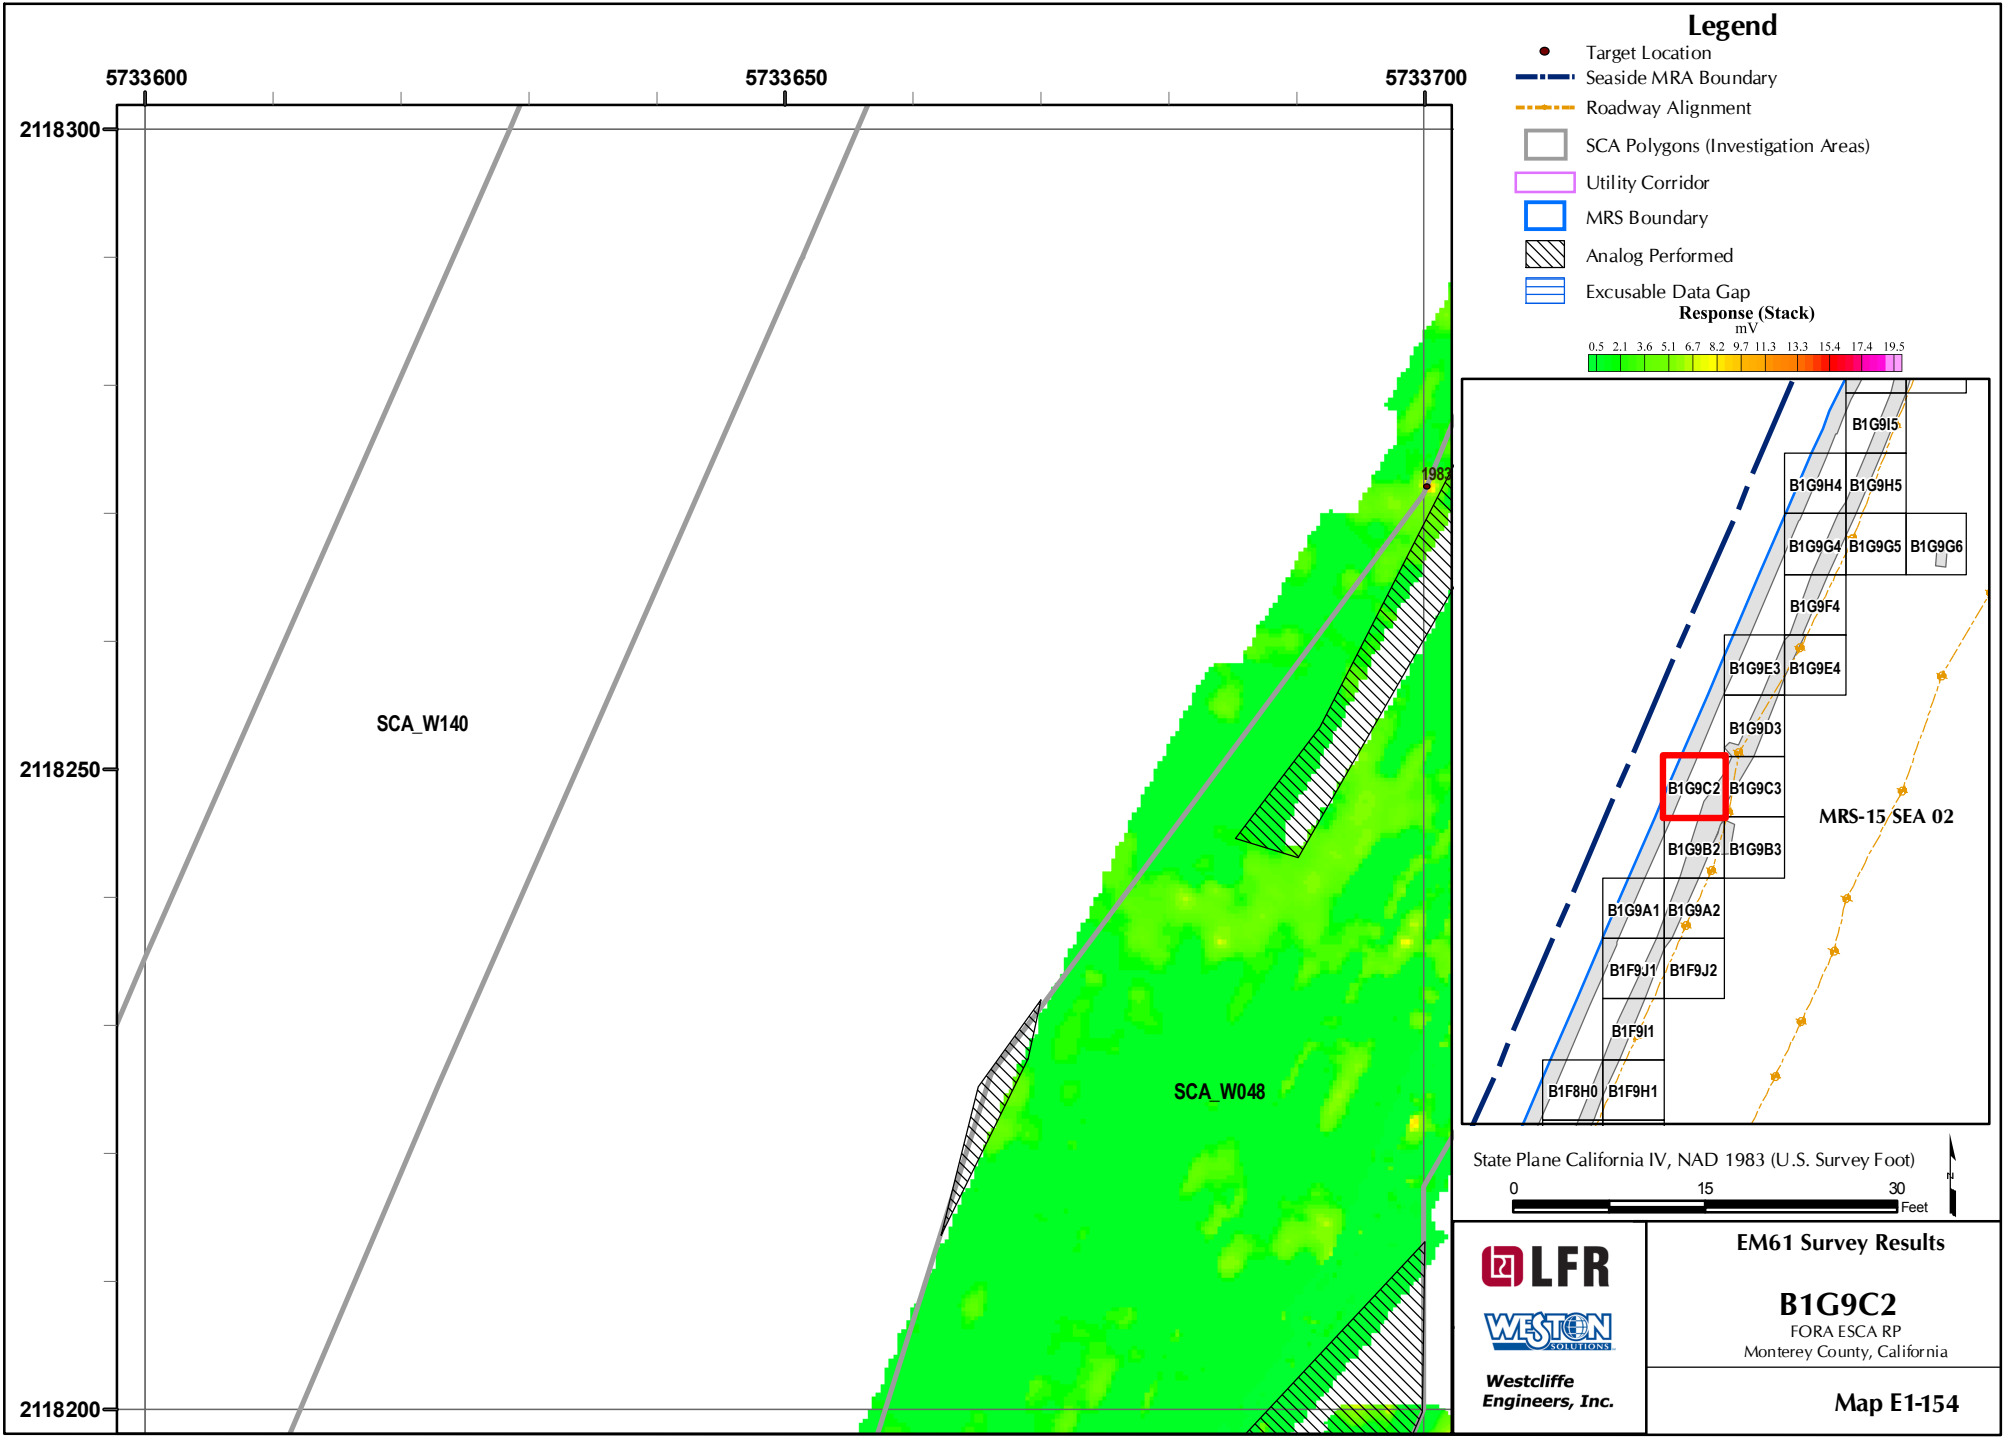 5733600
5733650
5733700
2118300
2118250
2118200
SCA_W140
SCA_W048
1983
Legend
Target Location
Seaside MRA Boundary
Roadway Alignment
SCA Polygons (Investigation Areas)
Utility Corridor
MRS Boundary
Analog Performed
Excusable Data Gap
Response (Stack)
mV
0.5 2.1 3.6 5.1 6.7 8.2 9.7 11.3 13.3 15.4 17.4 19.5
B1G9I5
B1G9H4 B1G9H5
B1G9G4 B1G9G5 B1G9G6
B1G9F4
B1G9E3 B1G9E4
B1G9D3
B1G9C2 B1G9C3
MRS-15 SEA 02
B1G9B2 B1G9B3
B1G9A1 B1G9A2
B1F9J1 B1F9J2
B1F9I1
B1F8H0 B1F9H1
State Plane California IV, NAD 1983 (U.S. Survey Foot)
0 15 30
Feet
N
LFR
WESTON
SOLUTIONS
Westcliffe
Engineers, Inc.
EM61 Survey Results
B1G9C2
FORA ESCA RP
Monterey County, California
Map E1-154